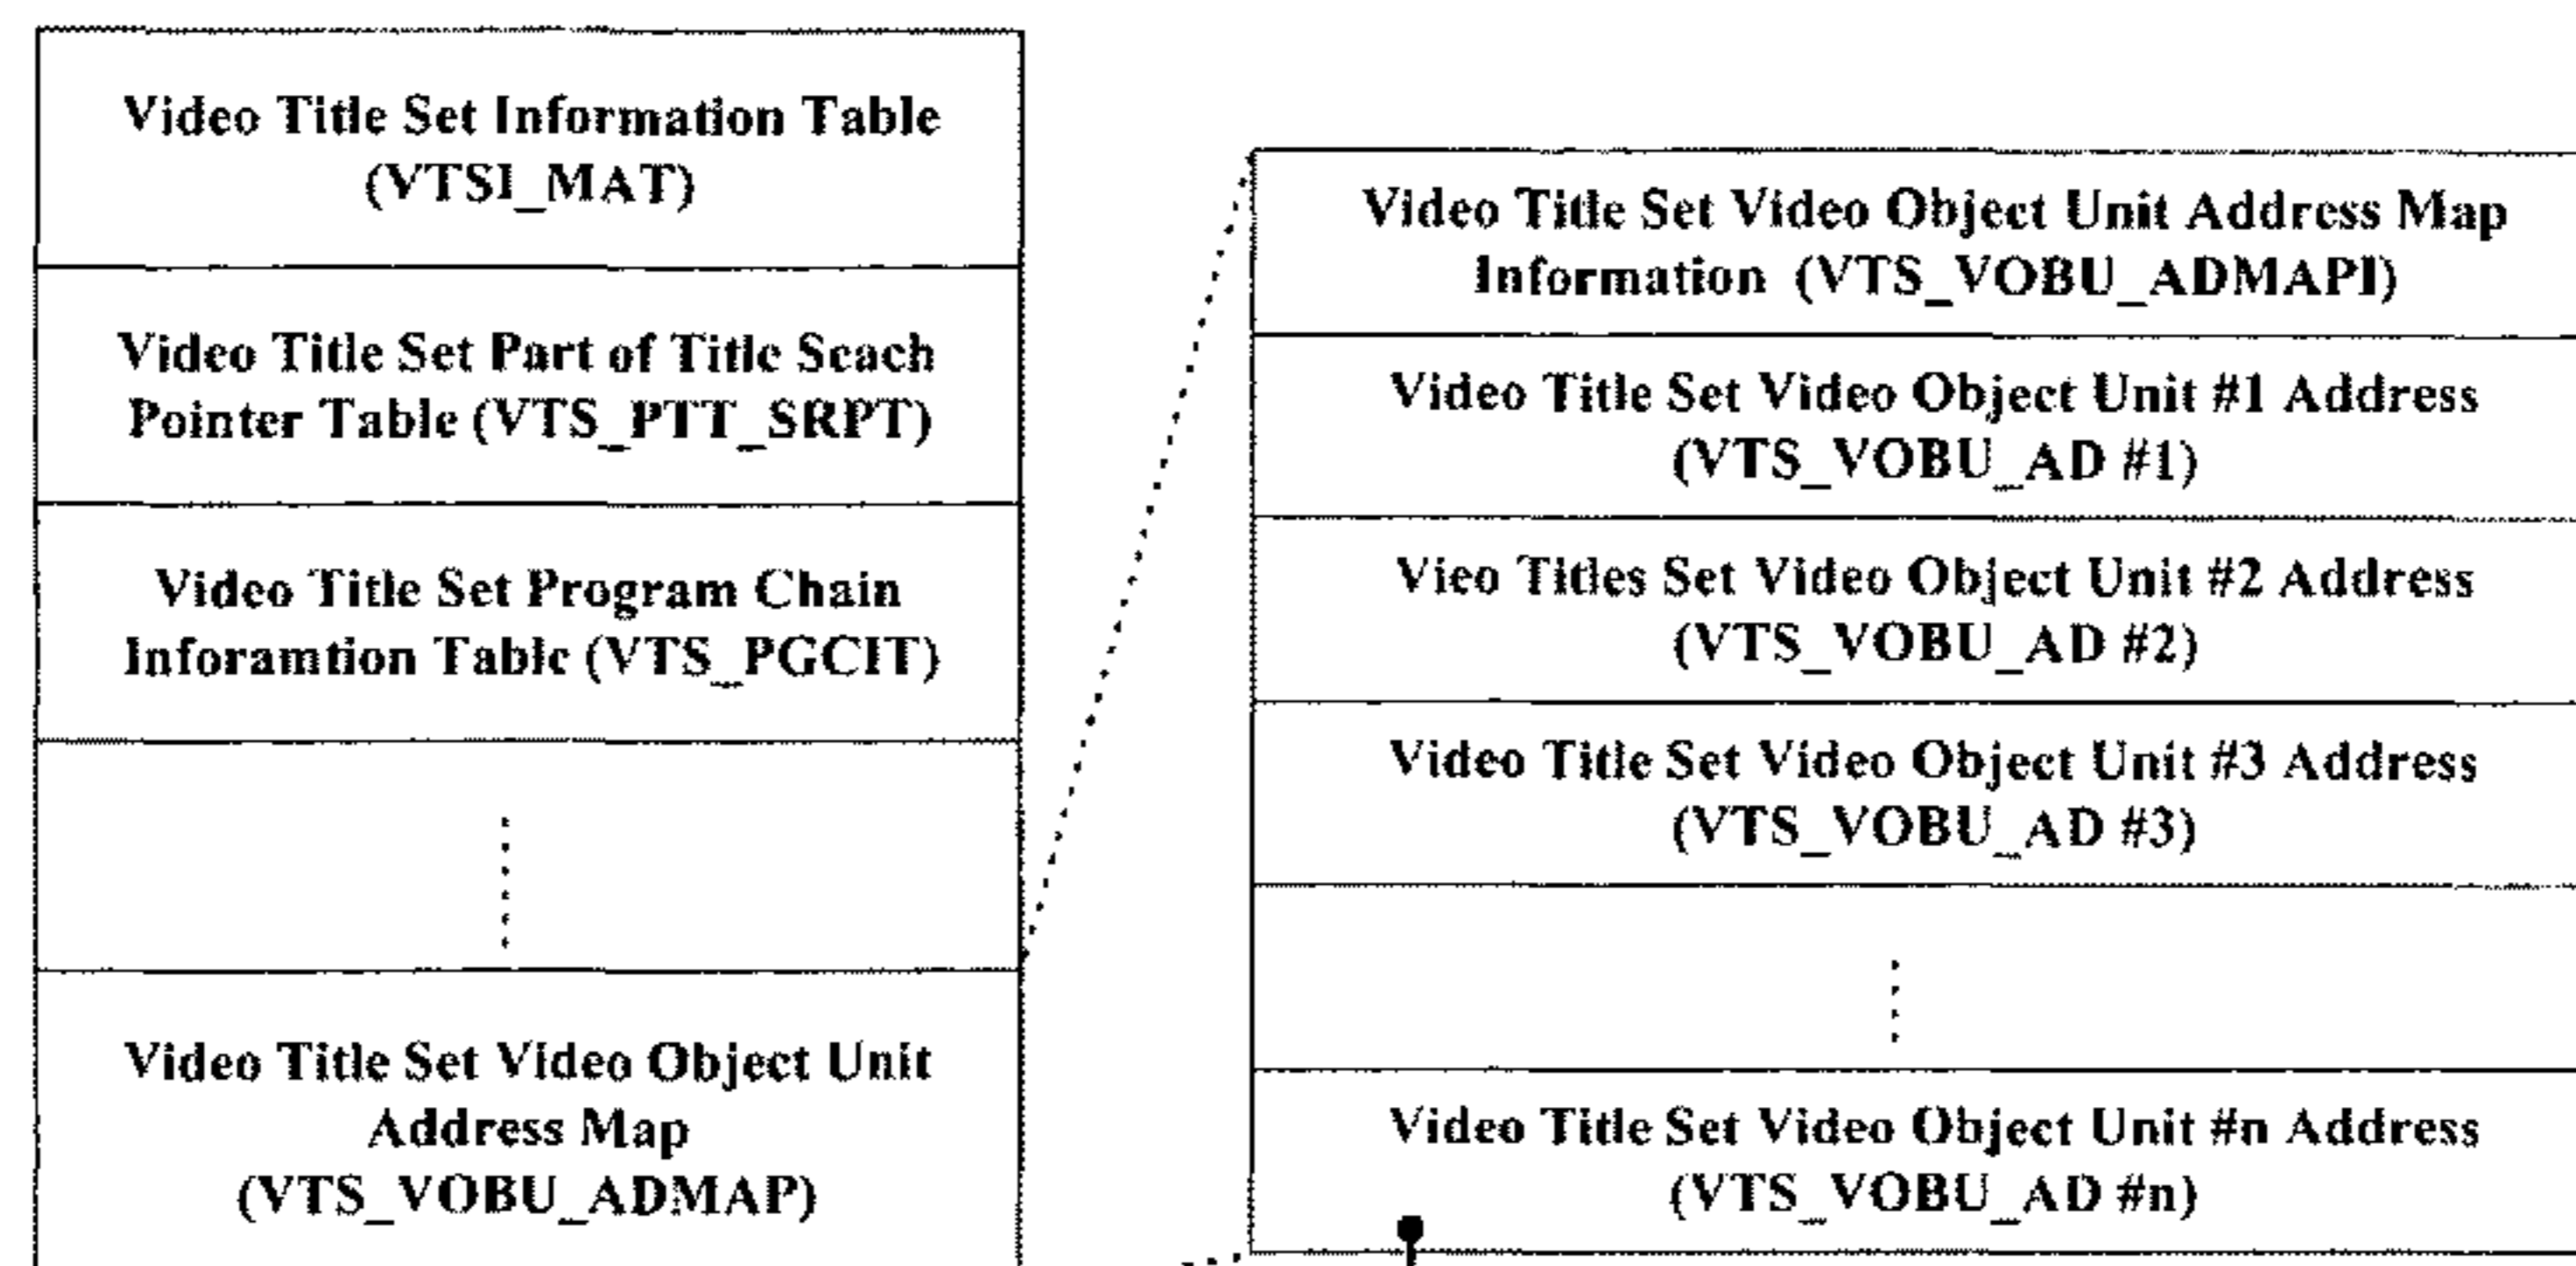 Video Title Set Information Table
(VTSI_MAT)
Video Title Set Part of Title Seach
Pointer Table (VTS_PTT_SRPT)
Video Title Set Program Chain
Inforamtion Table (VTS_PGCIT)
Video Title Set Video Object Unit
Address Map
(VTS_VOBU_ADMAP)
Video Title Set Video Object Unit Address Map
Information (VTS_VOBU_ADMAPI)
Video Title Set Video Object Unit #1 Address
(VTS_VOBU_AD #1)
Vieo Titles Set Video Object Unit #2 Address
(VTS_VOBU_AD #2)
Video Title Set Video Object Unit #3 Address
(VTS_VOBU_AD #3)
Video Title Set Video Object Unit #n Address
(VTS_VOBU_AD #n)